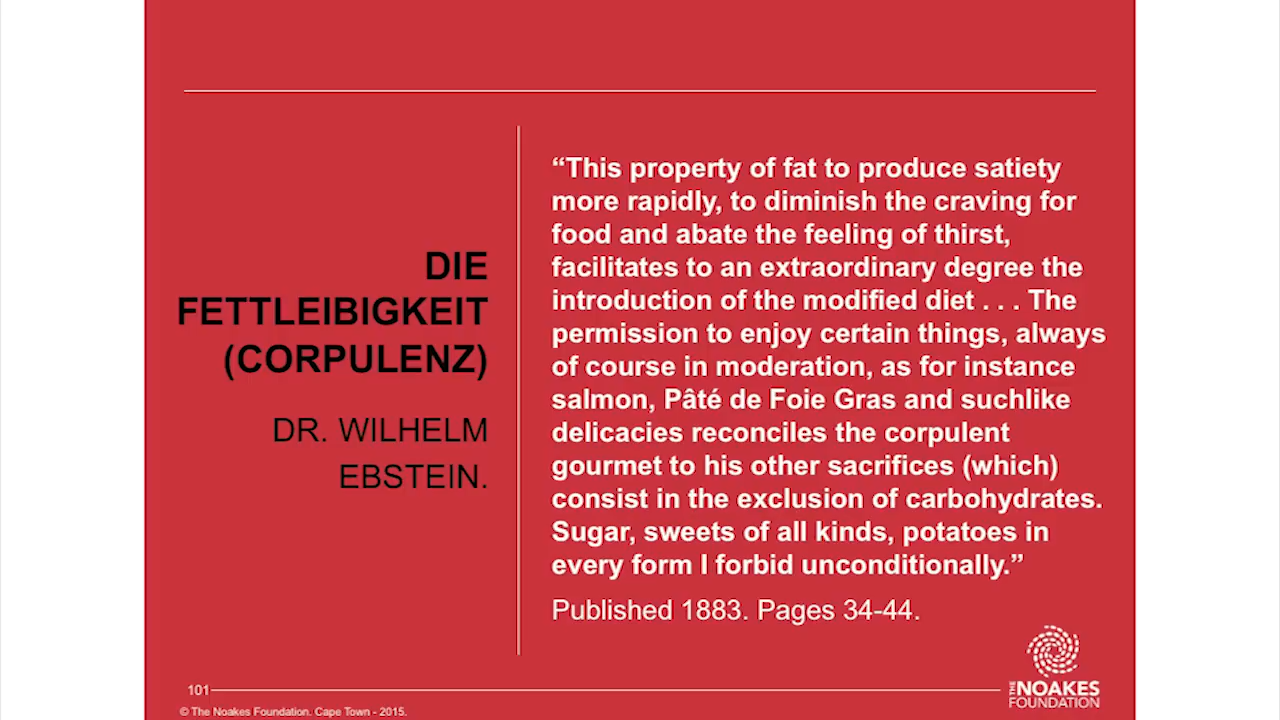 DIE
FETTLEIBIGKEIT
(CORPULENZ)
DR. WILHELM
EBSTEIN.
“This property of fat to produce satiety
more rapidly, to diminish the craving for
food and abate the feeling of thirst,
facilitates to an extraordinary degree the
introduction of the modified diet . . . The
permission to enjoy certain things, always
of course in moderation, as for instance
salmon, Pâté de Foie Gras and suchlike
delicacies reconciles the corpulent
gourmet to his other sacrifices (which)
consist in the exclusion of carbohydrates.
Sugar, sweets of all kinds, potatoes in
every form I forbid unconditionally.”
Published 1883. Pages 34-44.
101
© The Noakes Foundation. Cape Town - 2015.
THE NOAKES
FOUNDATION